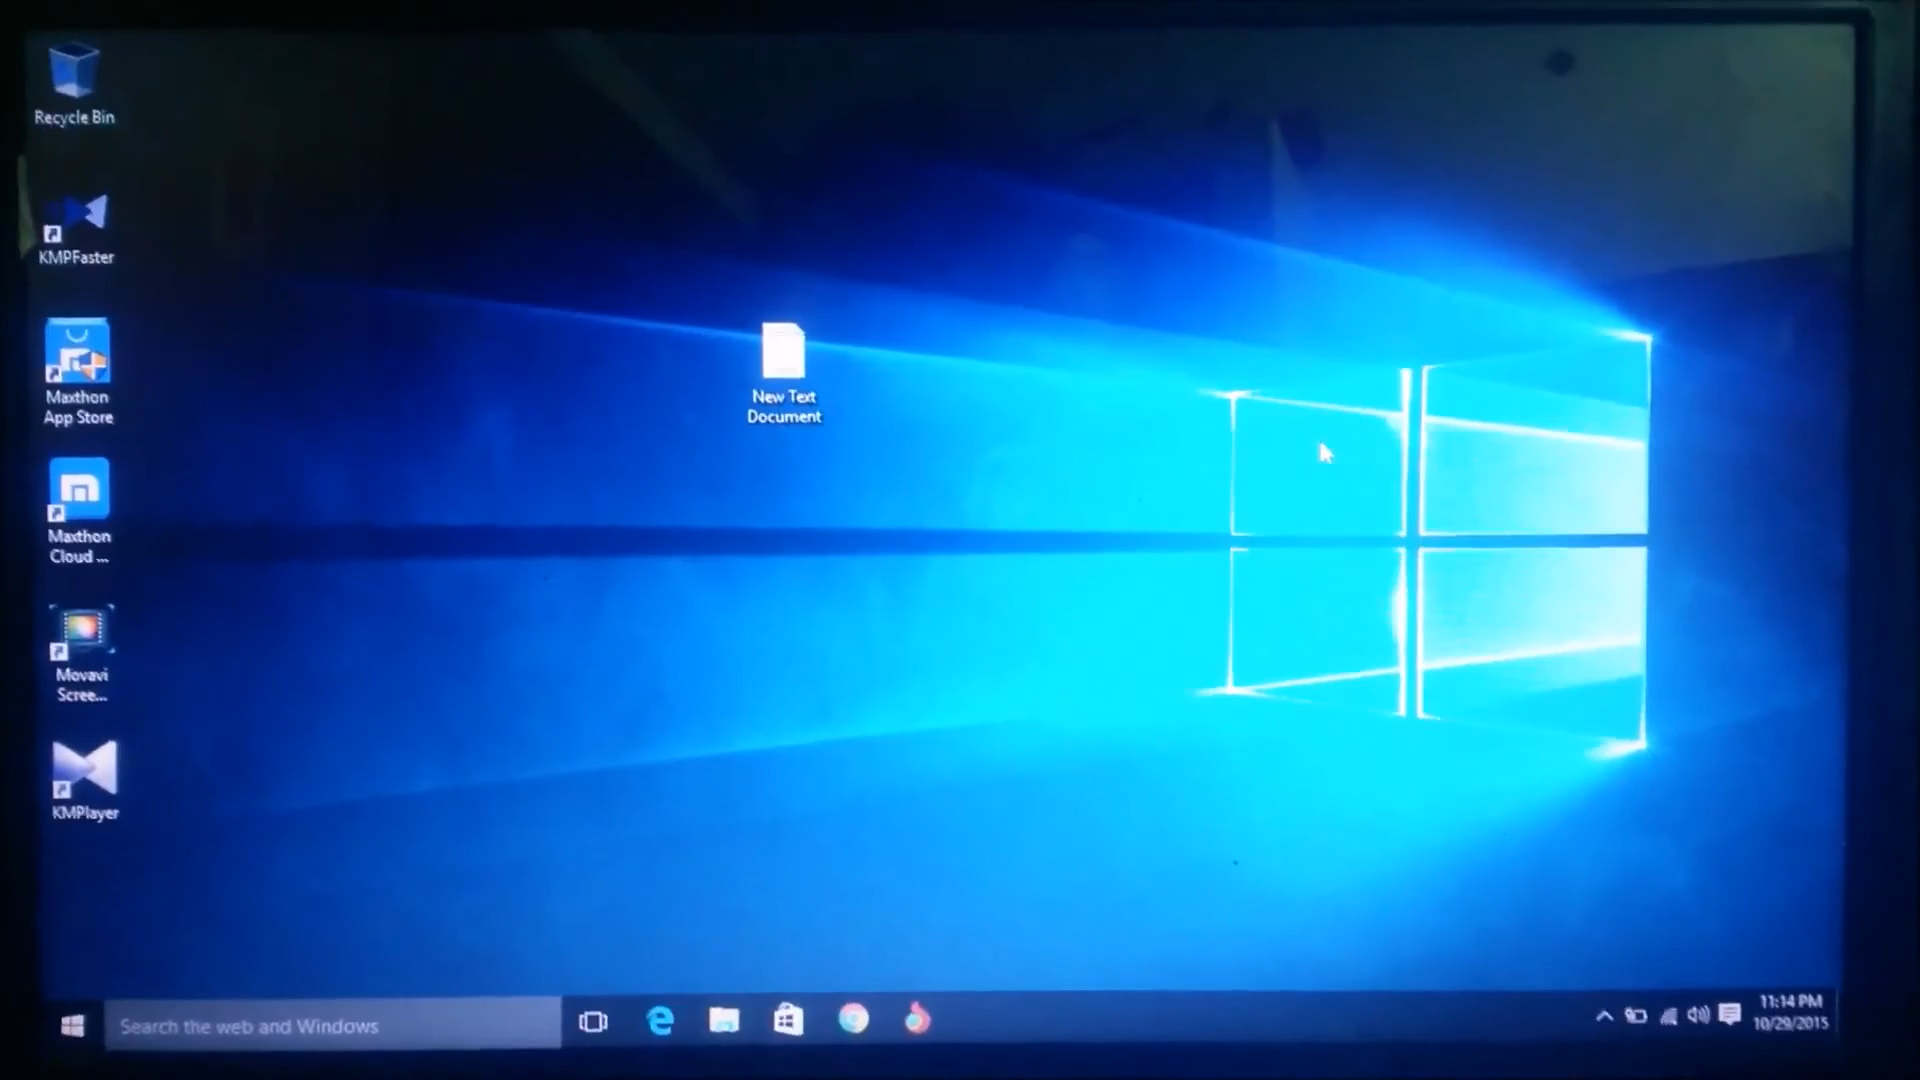 Recycle Bin
KMPFaster
Maxthon
App Store
Maxthon
Cloud ...
Movavi
Scree...
KMPlayer
New Text
Document
Search the web and Windows
11:14 PM
10/29/2015